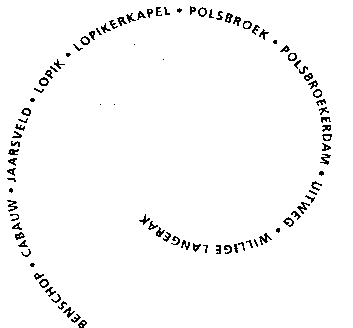 BENSCHOP • CABAUW • JAARSVELD • LOPIK • LOPIKERKAPEL • POLSBROEK • POLSBROEKERDAM • UITWEG • WILLIGE LANGERAK